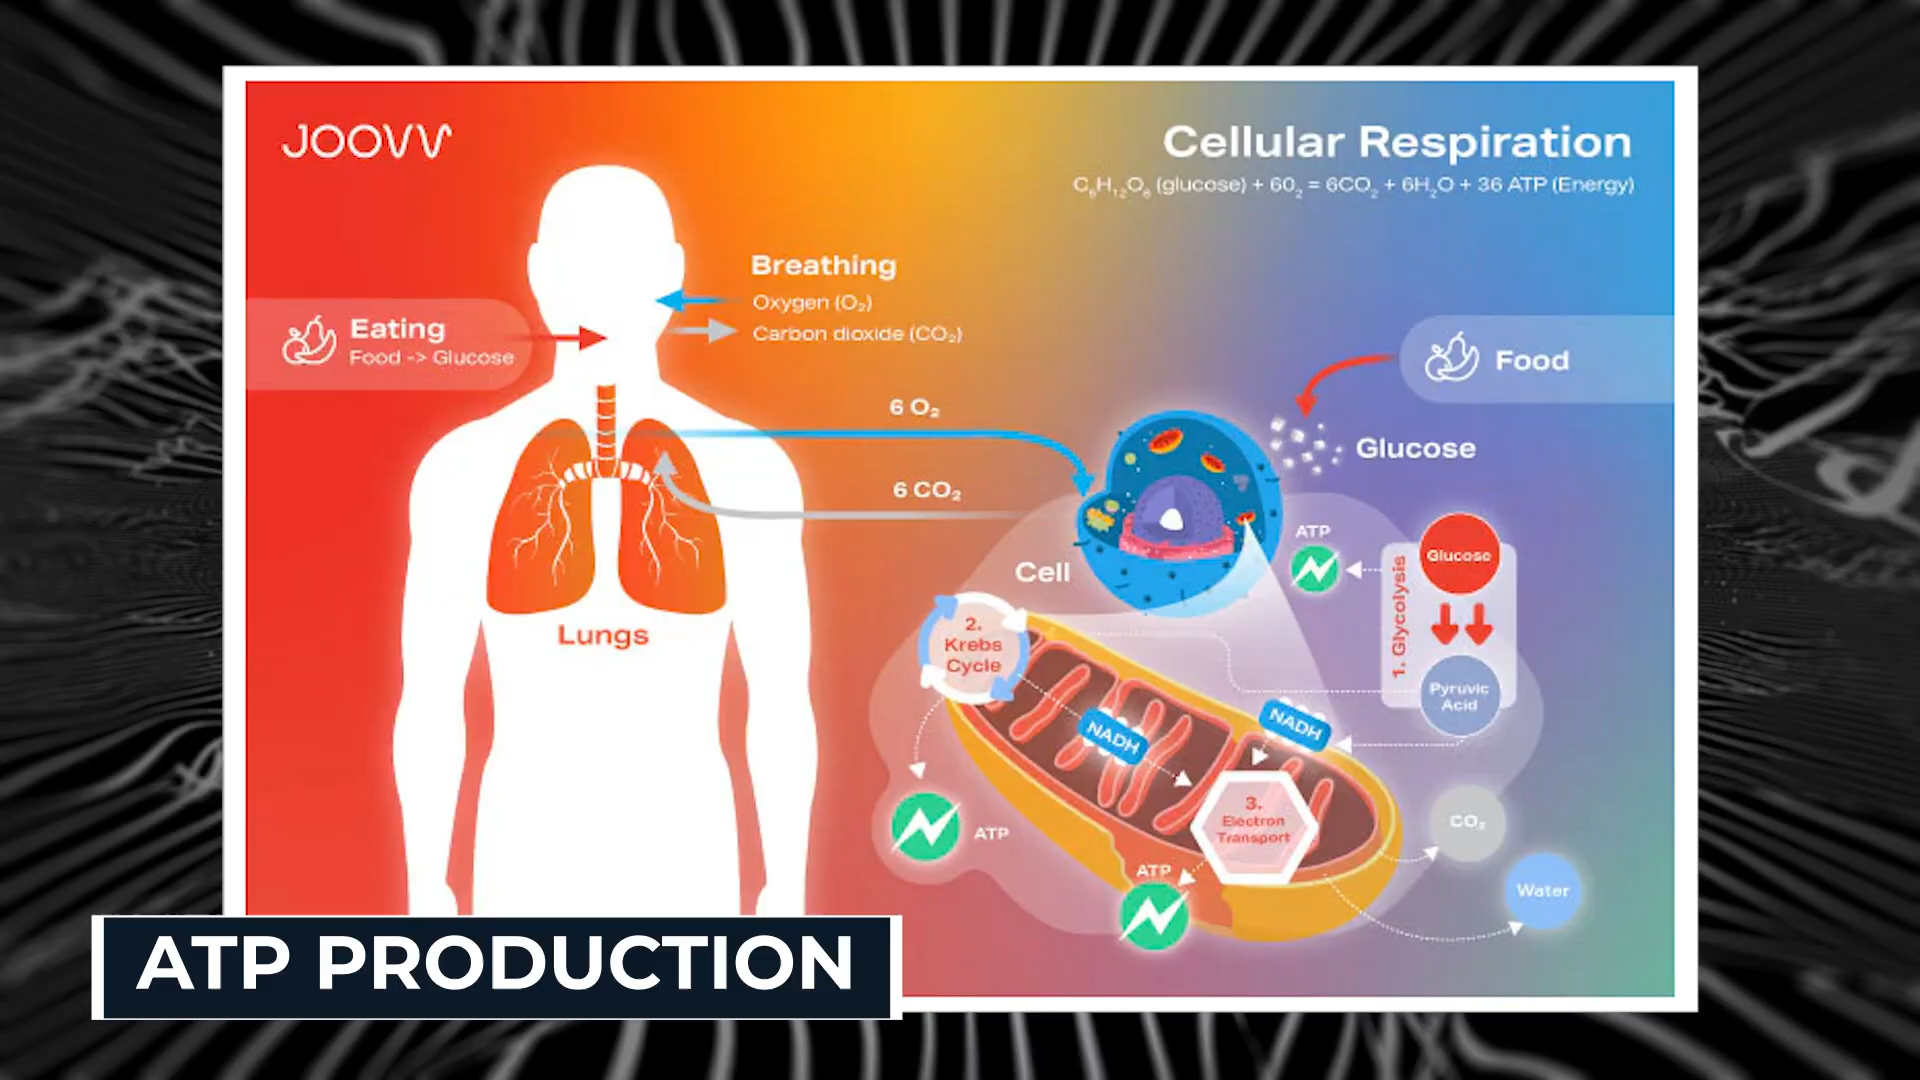 JOOVV
Cellular Respiration
C₆H₁₂O₆ (glucose) + 6O₂ = 6CO₂ + 6H₂O + 36 ATP (Energy)
Breathing
Oxygen (O₂)
Carbon dioxide (CO₂)
Eating
Food -> Glucose
Food
6 O₂
Glucose
6 CO₂
ATP
Glucose
Cell
1. Glycolysis
2.
Krebs
Cycle
Lungs
Pyruvic
Acid
NADH
NADH
3.
Electron
Transport
CO₂
ATP
ATP
Water
ATP PRODUCTION